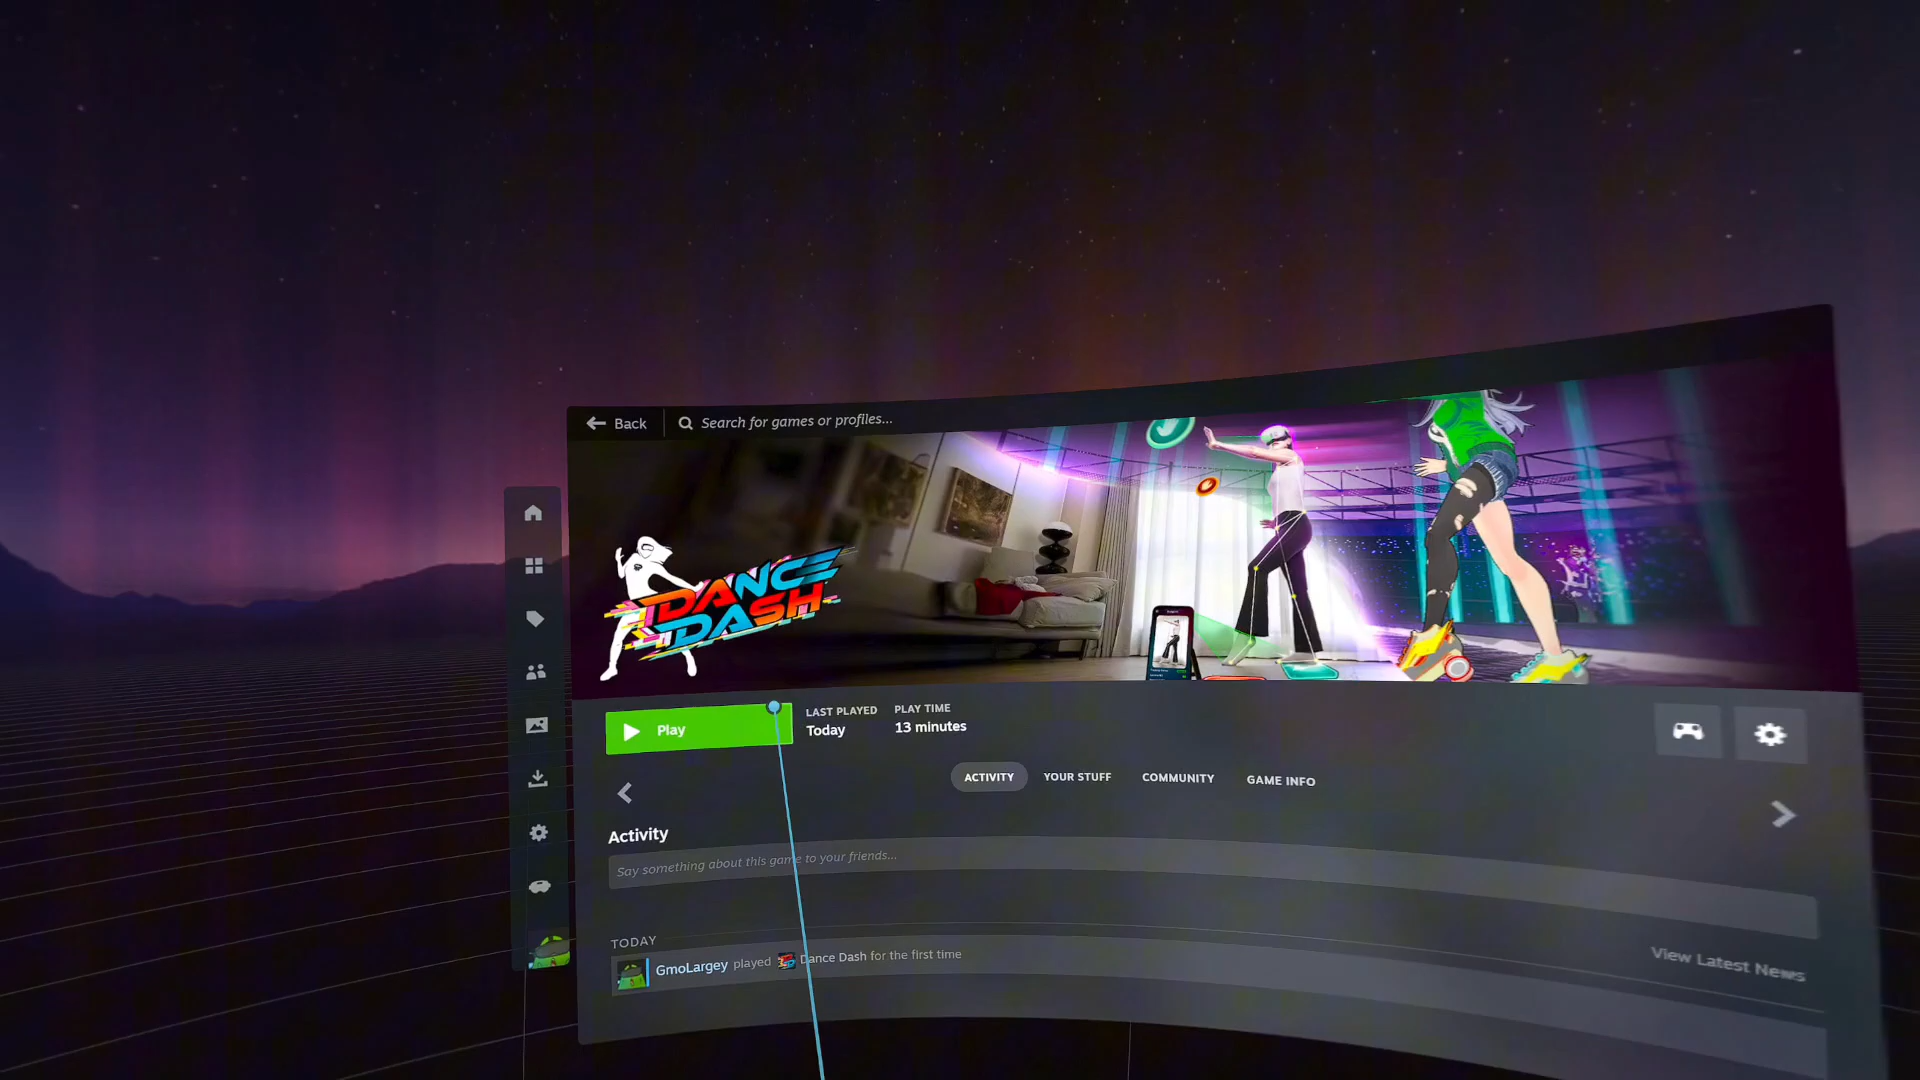 Back
Search for games or profiles...
DANCE
DASH
Play
LAST PLAYED
Today
PLAY TIME
13 minutes
ACTIVITY
YOUR STUFF
COMMUNITY
GAME INFO
Activity
Say something about this game to your friends...
TODAY
GmoLargey played Dance Dash for the first time
View Latest News